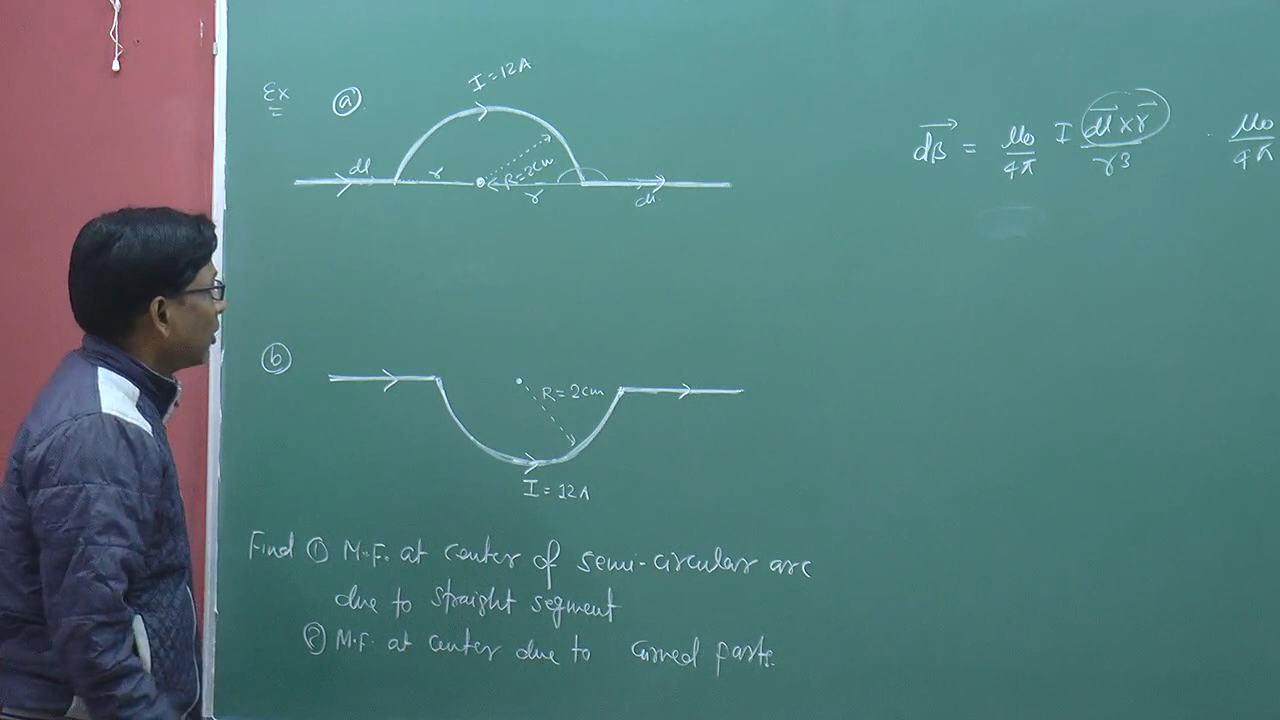 Ex (a) I = 12A
dl r R = 2cm r dl
(b)
R = 2cm
I = 12A
Find ① M.F. at center of semi-circular arc
due to straight segment
② M.F. at center due to curved parts.
dB⃗ = μ₀/4π I dl⃗ × r⃗/r3 · μ₀/4π